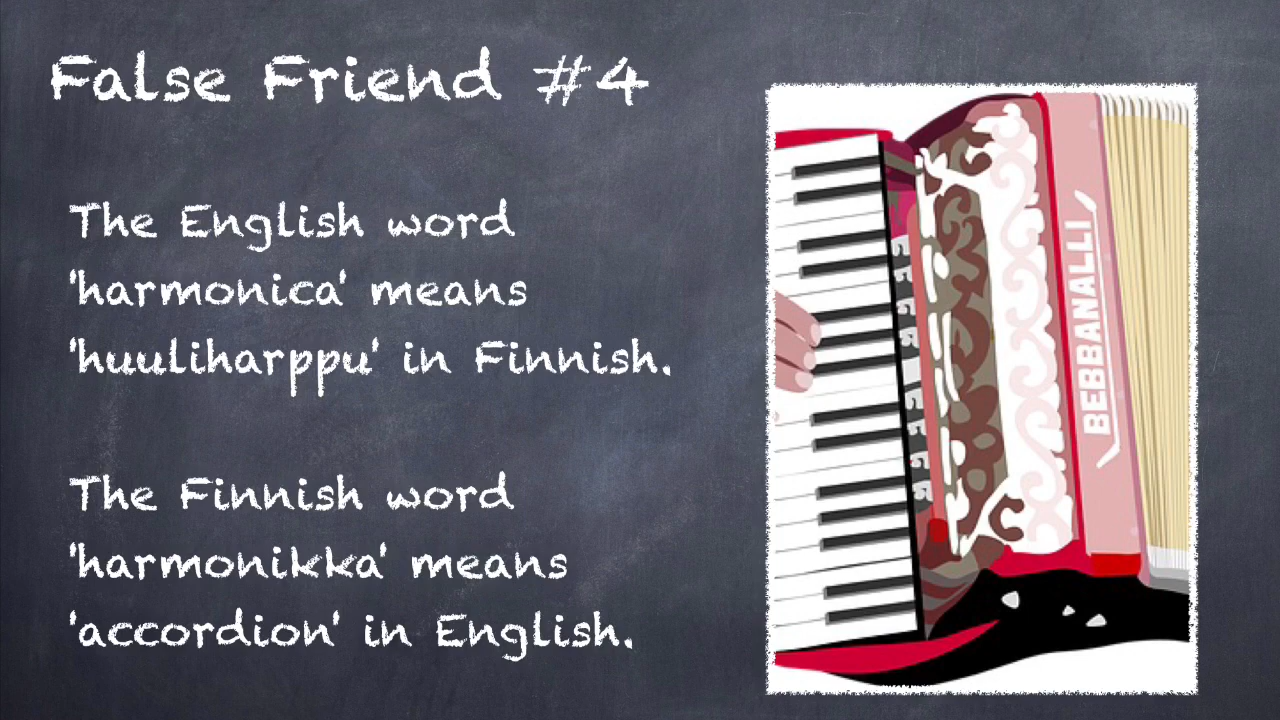 False Friend #4
The English word
'harmonica' means
'huuliharppu' in Finnish.
The Finnish word
'harmonikka' means
'accordion' in English.
BEBBANALLI